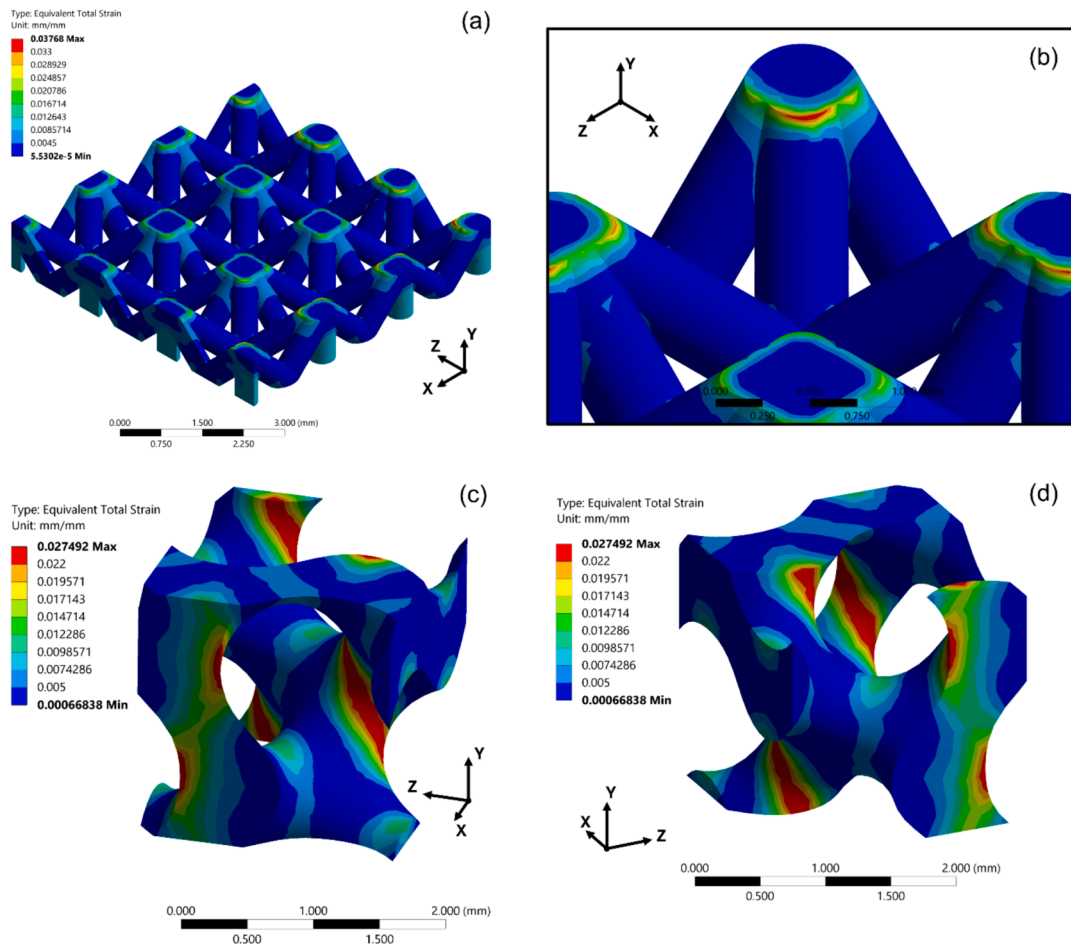 Type: Equivalent Total Strain
Unit: mm/mm
0.03768 Max
0.033
0.028929
0.024857
0.020786
0.016714
0.012643
0.0085714
0.0045
5.5302e-5 Min
(a)
Y
Z
X
0.000 1.500 3.000 (mm)
0.750 2.250
(b)
Y
Z X
0.000 0.500
0.250 0.750
(c)
Type: Equivalent Total Strain
Unit: mm/mm
0.027492 Max
0.022
0.019571
0.017143
0.014714
0.012286
0.0098571
0.0074286
0.005
0.00066838 Min
Y
Z
X
0.000 1.000 2.000 (mm)
0.500 1.500
(d)
Type: Equivalent Total Strain
Unit: mm/mm
0.027492 Max
0.022
0.019571
0.017143
0.014714
0.012286
0.0098571
0.0074286
0.005
0.00066838 Min
Y
X
Z
0.000 1.000 2.000 (mm)
0.500 1.500